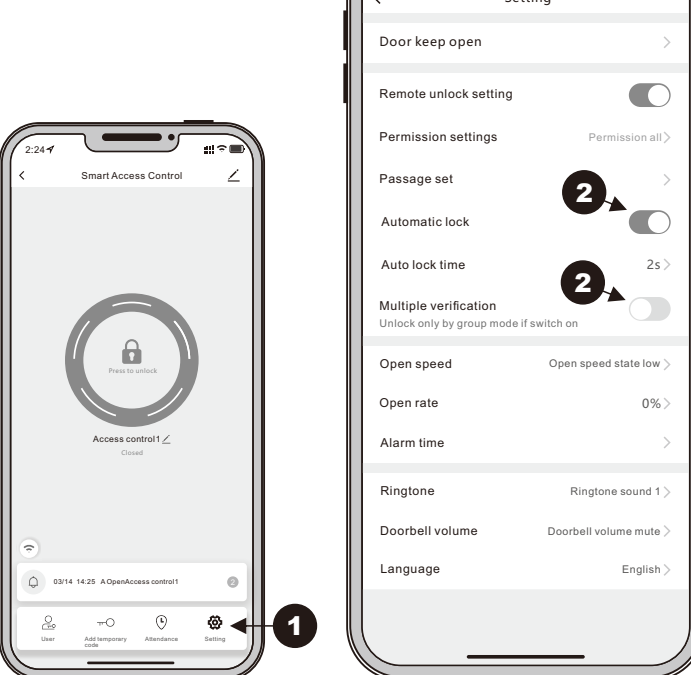 2:24
Smart Access Control
Press to unlock
Access control1
Closed
03/14 14:25 A OpenAccess control1
2
User
Add temporary
code
Attendance
Setting
1
Setting
Door keep open
Remote unlock setting
Permission settings
Permission all
Passage set
2
Automatic lock
Auto lock time
2s
2
Multiple verification
Unlock only by group mode if switch on
Open speed
Open speed state low
Open rate
0%
Alarm time
Ringtone
Ringtone sound 1
Doorbell volume
Doorbell volume mute
Language
English